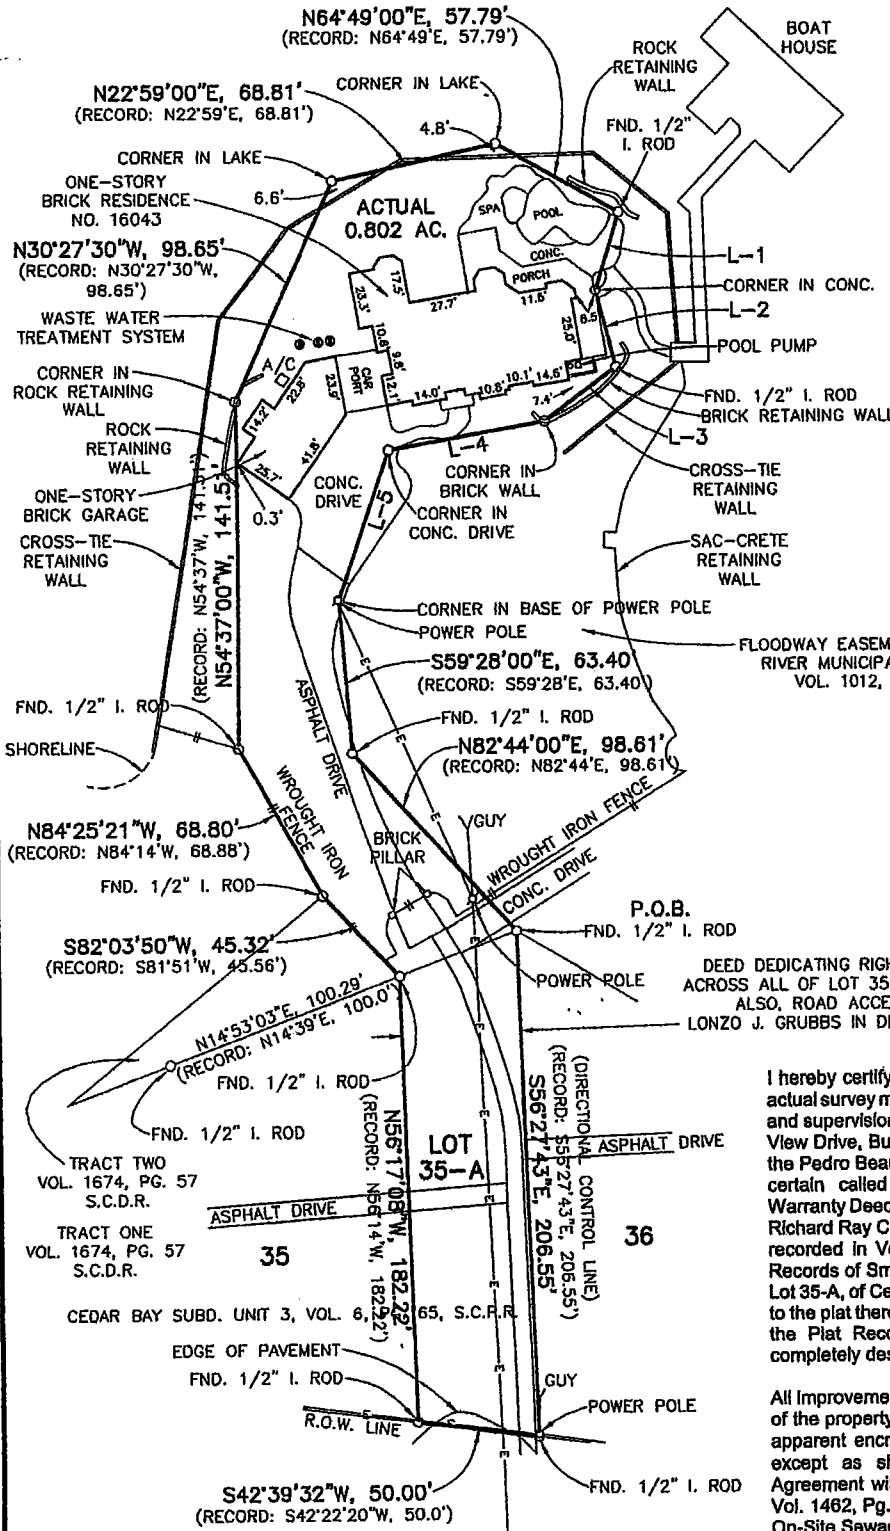 N64°49'00"E, 57.79'
(RECORD: N64°49'E, 57.79')
BOAT
HOUSE
ROCK
RETAINING
WALL
N22°59'00"E, 68.81'
(RECORD: N22°59'E, 68.81')
CORNER IN LAKE
4.8'
FND. 1/2"
I. ROD
CORNER IN LAKE
6.6'
ONE-STORY
BRICK RESIDENCE
NO. 16043
ACTUAL
0.802 AC.
SPA
POOL
CONC.
PORCH
L-1
N30°27'30"W, 98.65'
(RECORD: N30°27'30"W,
98.65')
17.5'
23.3'
27.7'
11.6'
CORNER IN CONC.
8.5
L-2
25.0'
WASTE WATER
TREATMENT SYSTEM
10.6'
9.8'
POOL PUMP
A/C
CAR
PORT
12.1'
23.9'
22.8'
14.2'
14.0'
10.8'
10.1'
14.6'
7.4'
CORNER IN
ROCK RETAINING
WALL
FND. 1/2" I. ROD
BRICK RETAINING WALL
L-3
ROCK
RETAINING
WALL
L-4
CORNER IN
BRICK WALL
CROSS-TIE
RETAINING
WALL
41.8'
25.7'
CONC.
DRIVE
L-5
ONE-STORY
BRICK GARAGE
0.3'
CORNER IN
CONC. DRIVE
CROSS-TIE
RETAINING
WALL
SAC-CRETE
RETAINING
WALL
N54°37'00"W, 141.51'
(RECORD: N54°37'W, 141.51')
CORNER IN BASE OF POWER POLE
POWER POLE
FLOODWAY EASEM
RIVER MUNICIPA
VOL. 1012,
S59°28'00"E, 63.40'
(RECORD: S59°28'E, 63.40')
FND. 1/2" I. ROD
SHORELINE
ASPHALT DRIVE
FND. 1/2" I. ROD
N82°44'00"E, 98.61'
(RECORD: N82°44'E, 98.61')
WROUGHT IRON
FENCE
N84°25'21"W, 68.80'
(RECORD: N84°14'W, 68.88')
GUY
BRICK
PILLAR
WROUGHT IRON FENCE
CONC. DRIVE
FND. 1/2" I. ROD
P.O.B.
FND. 1/2" I. ROD
S82°03'50"W, 45.32'
(RECORD: S81°51'W, 45.56')
POWER POLE
DEED DEDICATING RIGH
ACROSS ALL OF LOT 35
ALSO, ROAD ACCE
LONZO J. GRUBBS IN D
N14°53'03"E, 100.29'
(RECORD: N14°39'E, 100.0')
FND. 1/2" I. ROD
FND. 1/2" I. ROD
TRACT TWO
VOL. 1674, PG. 57
S.C.D.R.
N56°17'08"W, 182.29'
(RECORD: N56°14'W, 182.22')
LOT
35-A
S56°27'43"E, 206.55'
(RECORD: S56°27'43"E, 206.55')
(DIRECTIONAL CONTROL LINE)
ASPHALT DRIVE
ASPHALT DRIVE
TRACT ONE
VOL. 1674, PG. 57
S.C.D.R.
35
36
CEDAR BAY SUBD. UNIT 3, VOL. 6, 65, S.C.P.R.
EDGE OF PAVEMENT
FND. 1/2" I. ROD
GUY
POWER POLE
R.O.W. LINE
FND. 1/2" I. ROD
S42°39'32"W, 50.00'
(RECORD: S42°22'20"W, 50.0')
I hereby certify
actual survey m
and supervision
View Drive, Bu
the Pedro Bea
certain called
Warranty Deed
Richard Ray C
recorded in V
Records of Sm
Lot 35-A, of Ce
to the plat there
the Plat Reco
completely des
All improveme
of the property
apparent encr
except as sh
Agreement wi
Vol. 1462, Pg.
On-Site Sewag